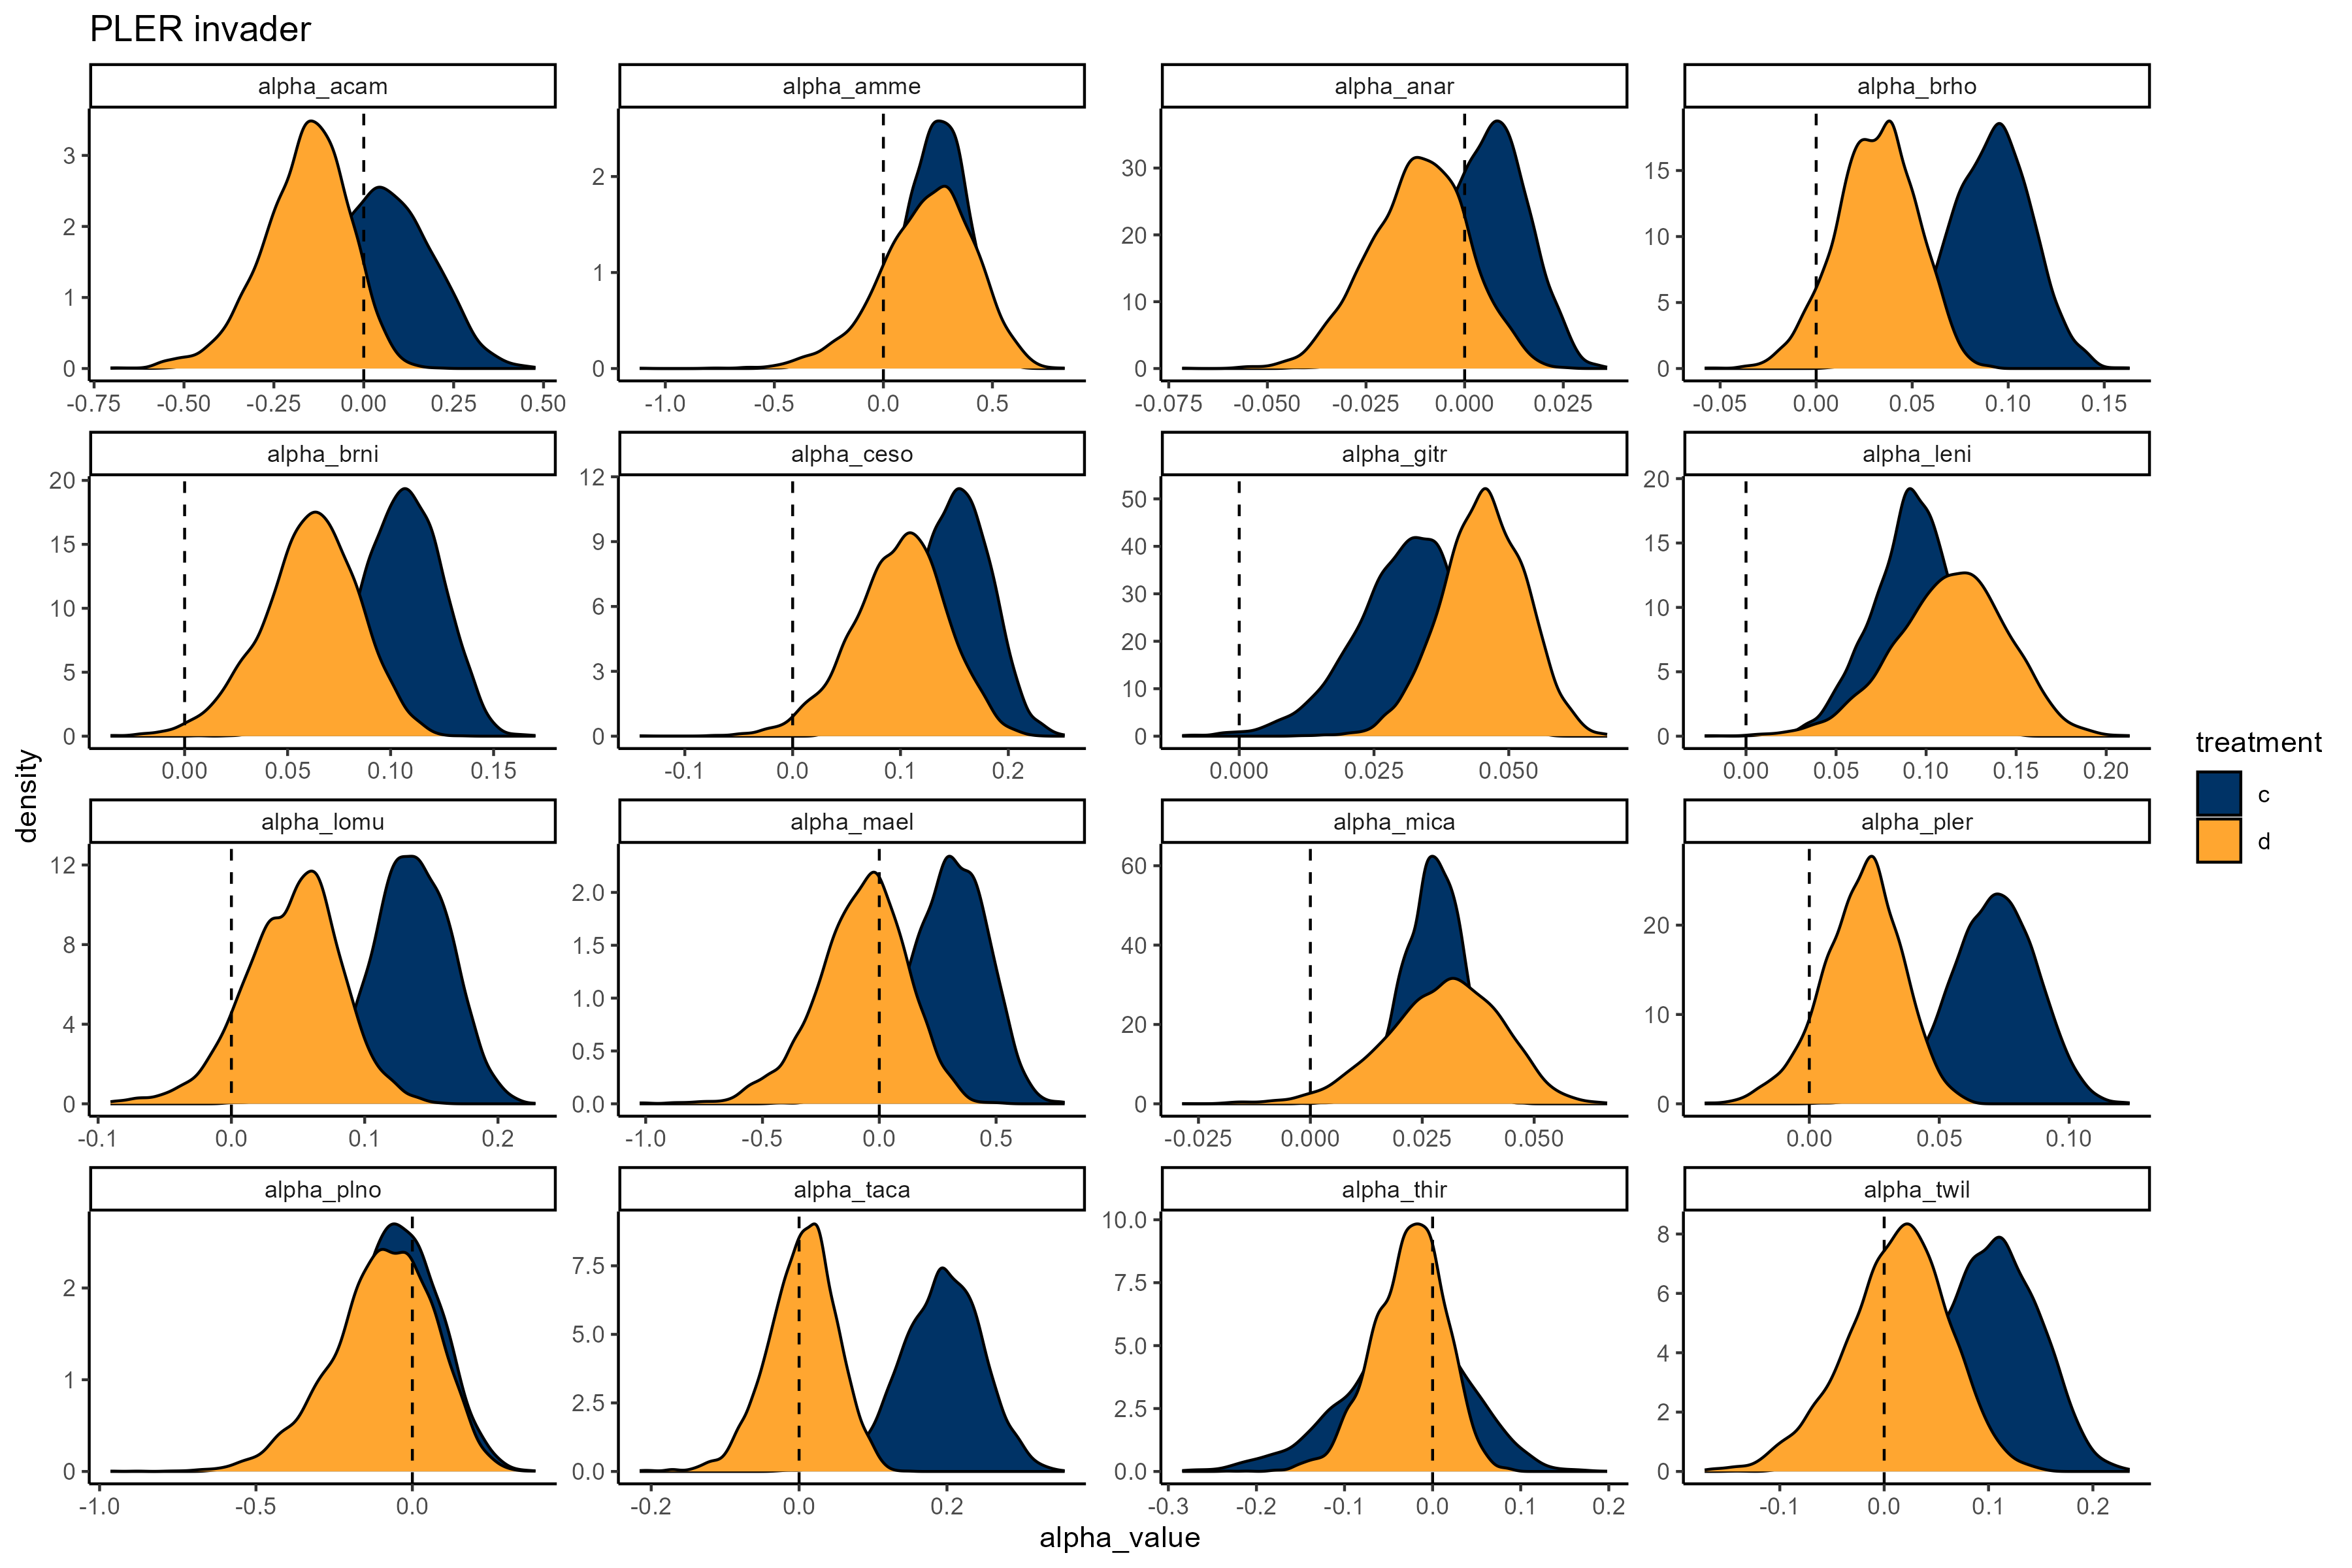 PLER invader
alpha_acam alpha_amme alpha_anar alpha_brho
3 2 1 0
-0.75 -0.50 -0.25 0.00 0.25 0.50
2 1 0
-1.0 -0.5 0.0 0.5
30 20 10 0
-0.075 -0.050 -0.025 0.000 0.025
15 10 5 0
-0.05 0.00 0.05 0.10 0.15
alpha_brni alpha_ceso alpha_gitr alpha_leni
20 15 10 5 0
0.00 0.05 0.10 0.15
12 9 6 3 0
-0.1 0.0 0.1 0.2
50 40 30 20 10 0
0.000 0.025 0.050
20 15 10 5 0
0.00 0.05 0.10 0.15 0.20
alpha_lomu alpha_mael alpha_mica alpha_pler
12 8 4 0
-0.1 0.0 0.1 0.2
2.0 1.5 1.0 0.5 0.0
-1.0 -0.5 0.0 0.5
60 40 20 0
-0.025 0.000 0.025 0.050
20 10 0
0.00 0.05 0.10
alpha_plno alpha_taca alpha_thir alpha_twil
2 1 0
-1.0 -0.5 0.0
7.5 5.0 2.5 0.0
-0.2 0.0 0.2
10.0 7.5 5.0 2.5 0.0
-0.3 -0.2 -0.1 0.0 0.1 0.2
8 6 4 2 0
-0.1 0.0 0.1 0.2
density
alpha_value
treatment
c
d